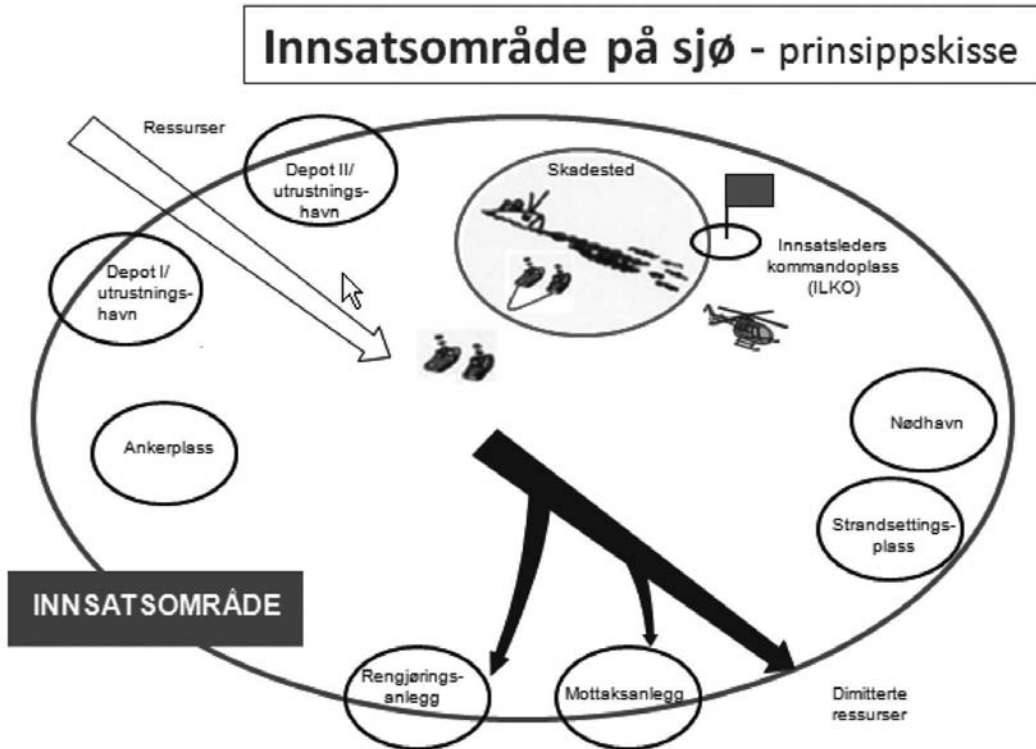 Innsatsområde på sjø - prinsippskisse
Ressurser
Depot II/
utrustnings-
havn
Skadested
Depot I/
utrustnings-
havn
Innsatsleders
kommandoplass
(ILKO)
Ankerplass
Nødhavn
Strandsettings-
plass
INNSATSOMRÅDE
Rengjørings-
anlegg
Mottaksanlegg
Dimitterte
ressurser